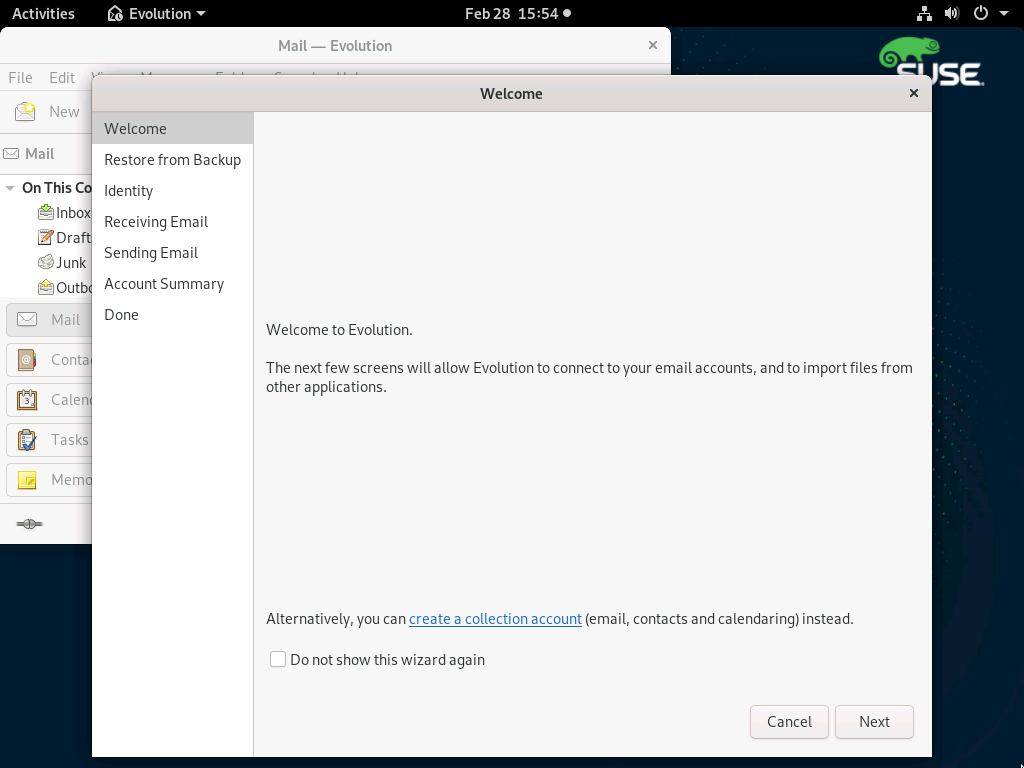 Activities Evolution Feb 28 15:54
Mail — Evolution
SUSE
File Edit
Welcome
New
Mail
On This Co
Inbox
Draft
Junk
Outbo
Mail
Conta
Calen
Tasks
Memo
Welcome
Restore from Backup
Identity
Receiving Email
Sending Email
Account Summary
Done
Welcome to Evolution.
The next few screens will allow Evolution to connect to your email accounts, and to import files from
other applications.
Alternatively, you can create a collection account (email, contacts and calendaring) instead.
Do not show this wizard again
Cancel Next